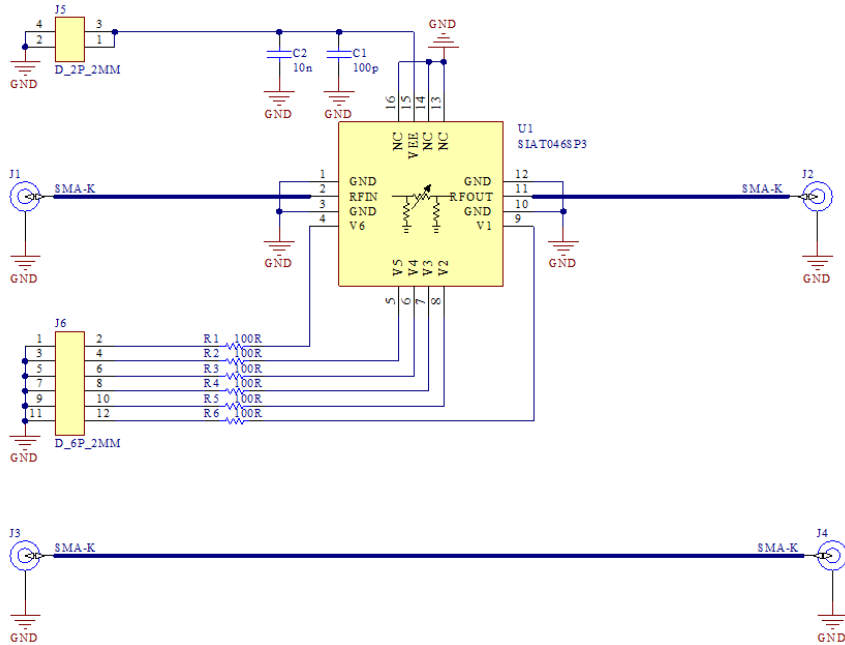 J5
4 3
2 1
D_2P_2MM
GND
C2
10n
GND
C1
100p
GND
GND
16 15 14 13
NC VEE NC NC
U1
SIAT046SP3
J1
SMA-K
GND
1 GND
2 RFIN
3 GND
4 V6
GND
GND 12
RFOUT 11
GND 10
V1 9
GND
V5 V4 V3 V2
5 6 7 8
J2
SMA-K
GND
J6
1 2
3 4
5 6
7 8
9 10
11 12
D_6P_2MM
GND
R1 100R
R2 100R
R3 100R
R4 100R
R5 100R
R6 100R
J3
SMA-K
GND
J4
SMA-K
GND